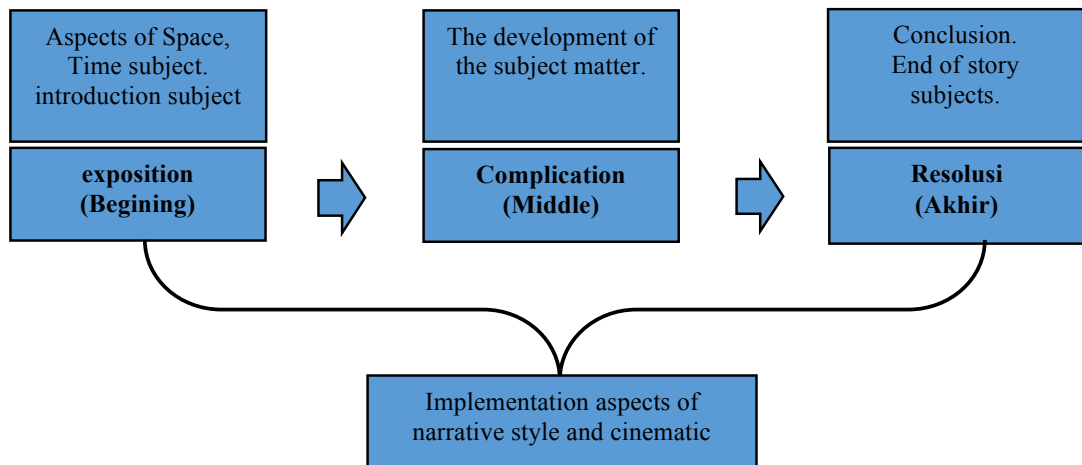 Aspects of Space,
Time subject.
introduction subject
exposition
(Begining)
The development of
the subject matter.
Complication
(Middle)
Conclusion.
End of story
subjects.
Resolusi
(Akhir)
Implementation aspects of
narrative style and cinematic